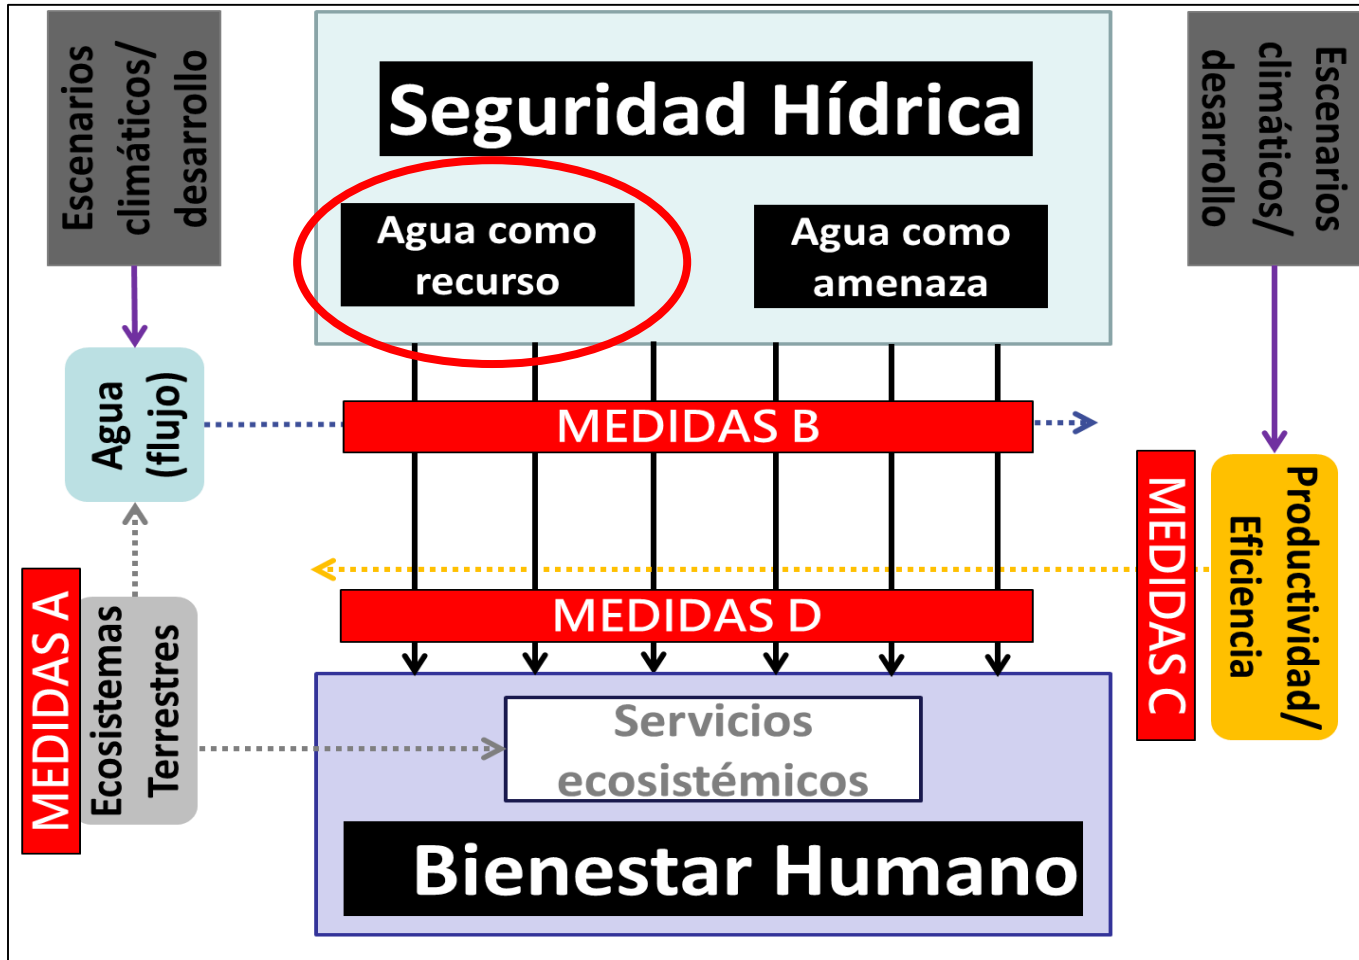 Escenarios
climáticos/
desarrollo
Seguridad Hídrica
Agua como
recurso
Agua como
amenaza
Escenarios
climáticos/
desarrollo
Agua
(flujo)
MEDIDAS B
MEDIDAS A
Ecosistemas
Terrestres
MEDIDAS D
MEDIDAS C
Productividad/
Eficiencia
Servicios
ecosistémicos
Bienestar Humano